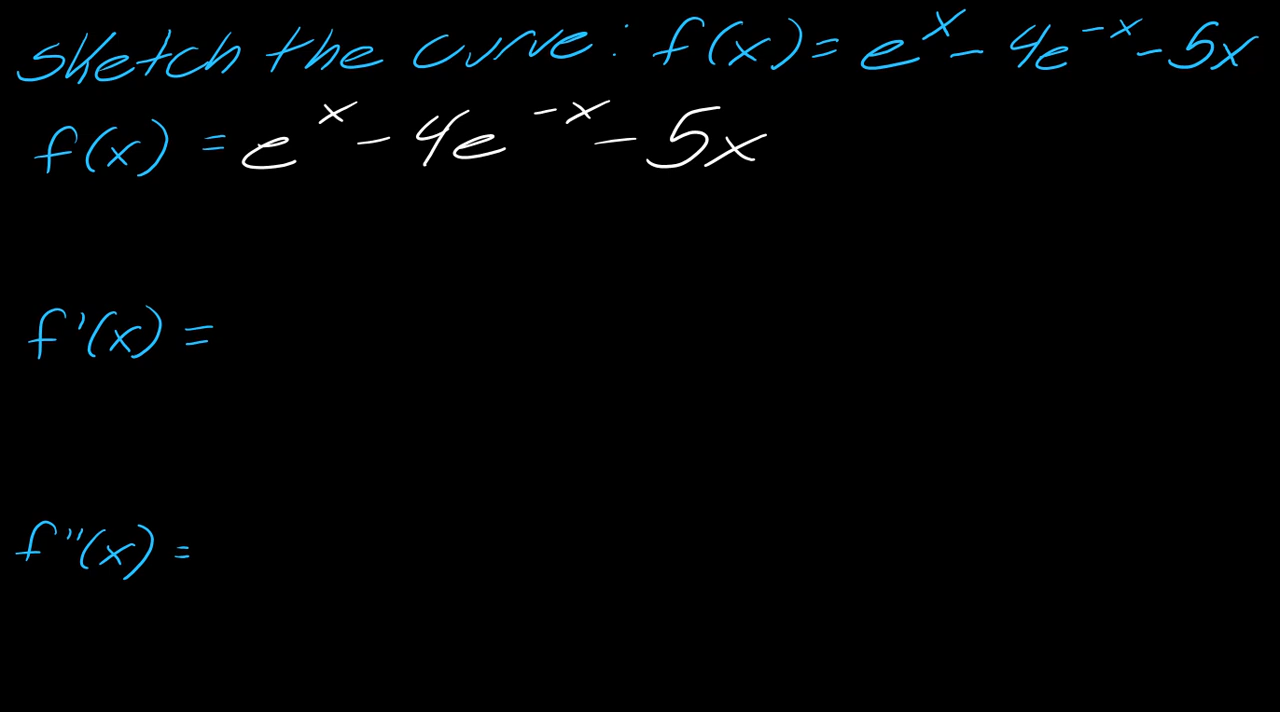 sketch the curve: f(x) = e^x - 4e^-x - 5x
f(x) = e^x - 4e^-x - 5x
f'(x) =
f''(x) =